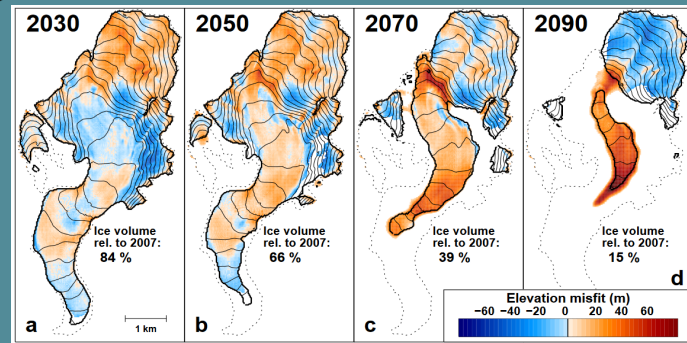 2030
2050
2070
2090
Ice volume
rel. to 2007:
84 %
Ice volume
rel. to 2007:
66 %
Ice volume
rel. to 2007:
39 %
Ice volume
rel. to 2007:
15 %
a
1 km
b
c
d
Elevation misfit (m)
−60 −40 −20 0 20 40 60